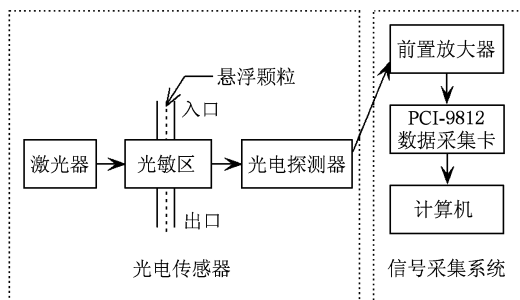 悬浮颗粒
入口
激光器
光敏区
光电探测器
出口
光电传感器
前置放大器
PCI-9812
数据采集卡
计算机
信号采集系统